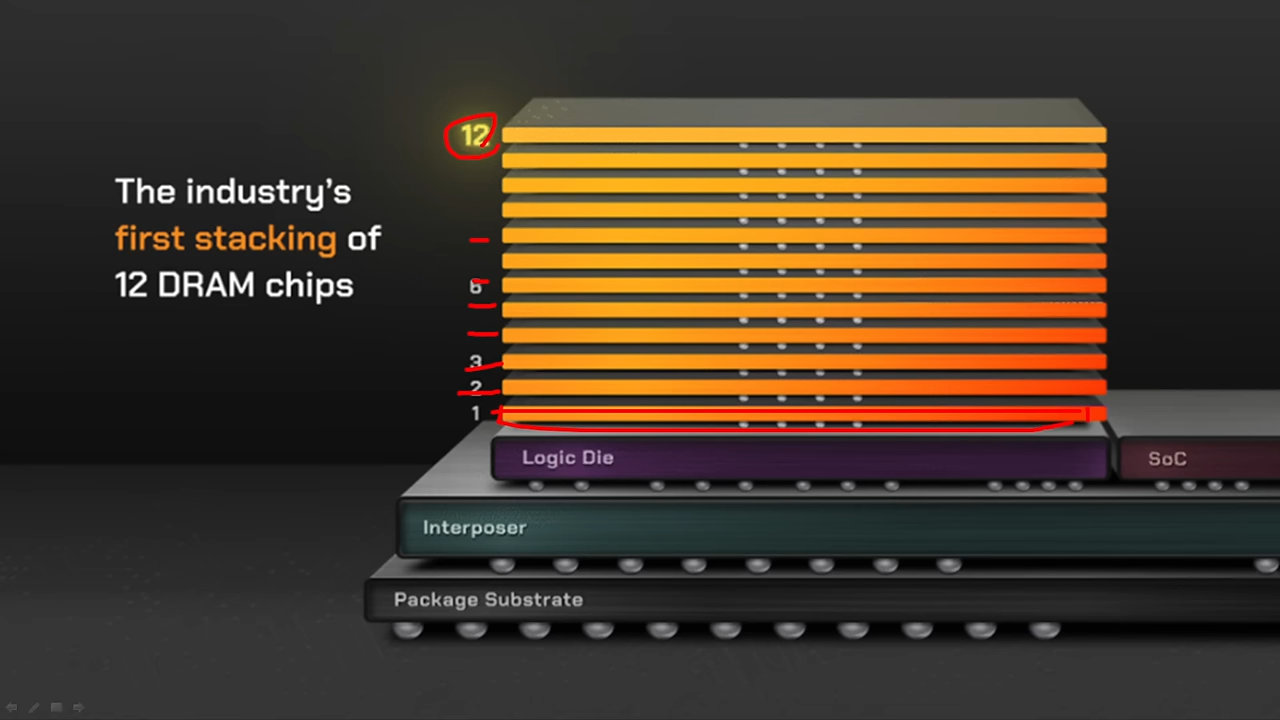 The industry's
first stacking of
12 DRAM chips
12
6
3
2
1
Logic Die
SoC
Interposer
Package Substrate